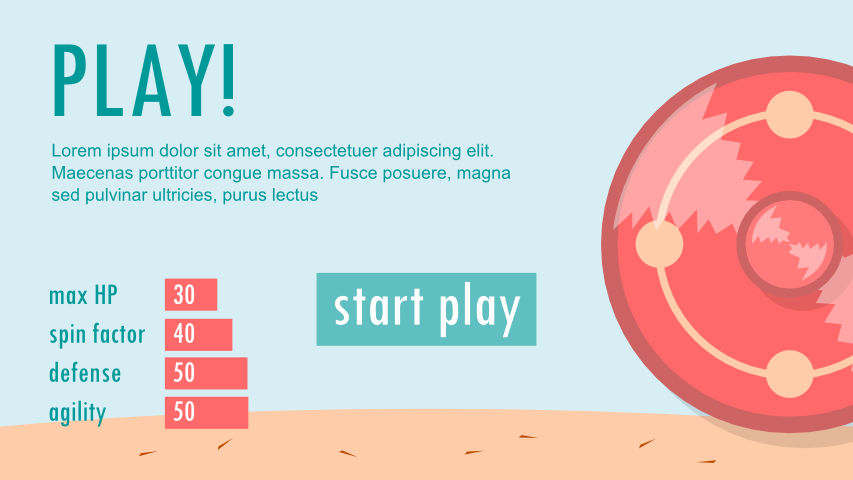 PLAY!
Lorem ipsum dolor sit amet, consectetuer adipiscing elit.
Maecenas porttitor congue massa. Fusce posuere, magna
sed pulvinar ultricies, purus lectus
max HP 30
spin factor 40
defense 50
agility 50
start play